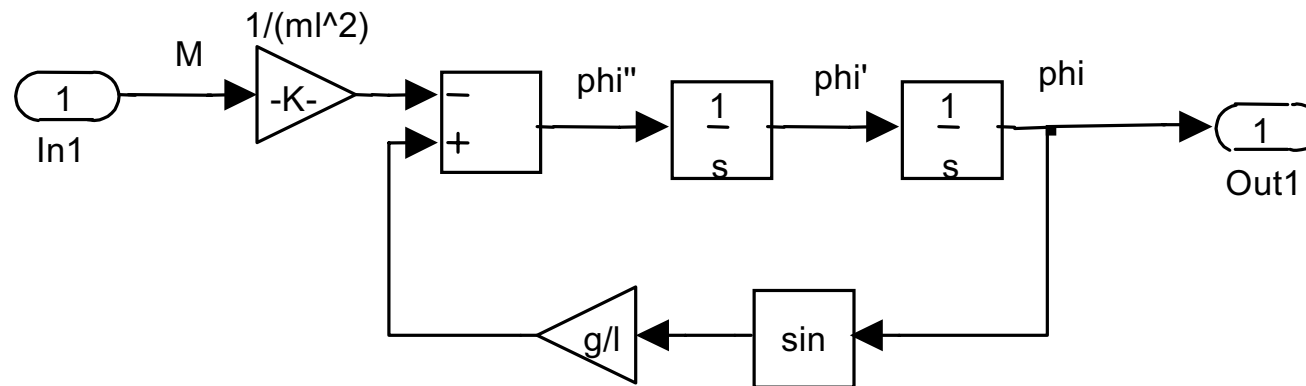 1/(ml^2)
M
phi''
phi'
phi
1
-K-
−
+
1
s
1
s
1
In1
Out1
g/l
sin